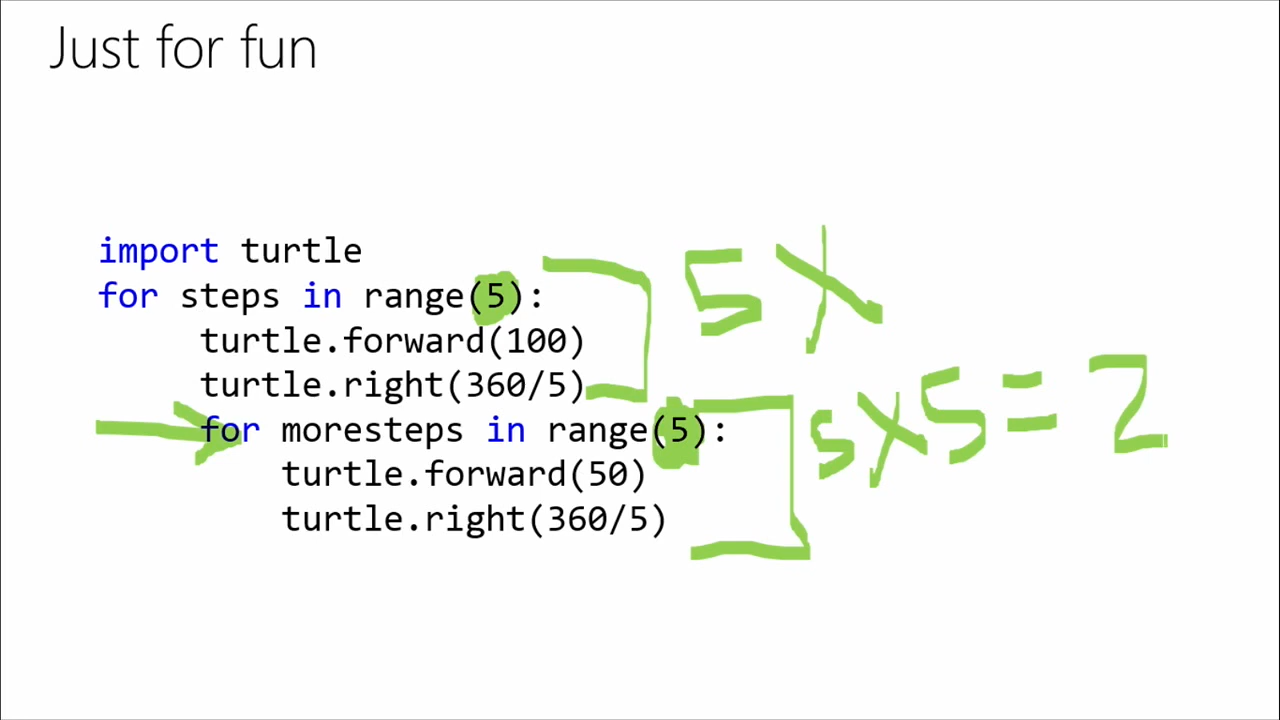 Just for fun
import turtle
for steps in range(5):
turtle.forward(100)
turtle.right(360/5)
for moresteps in range(5):
turtle.forward(50)
turtle.right(360/5)
5X
5X5=2